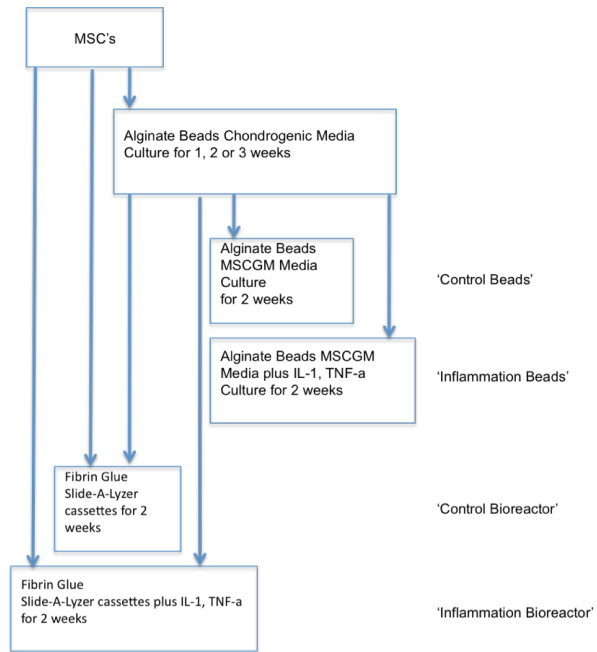 MSC's
Alginate Beads Chondrogenic Media
Culture for 1, 2 or 3 weeks
Alginate Beads
MSCGM Media
Culture
for 2 weeks
'Control Beads'
Alginate Beads MSCGM
Media plus IL-1, TNF-a
Culture for 2 weeks
'Inflammation Beads'
Fibrin Glue
Slide-A-Lyzer
cassettes for 2
weeks
'Control Bioreactor'
Fibrin Glue
Slide-A-Lyzer cassettes plus IL-1, TNF-a
for 2 weeks
'Inflammation Bioreactor'